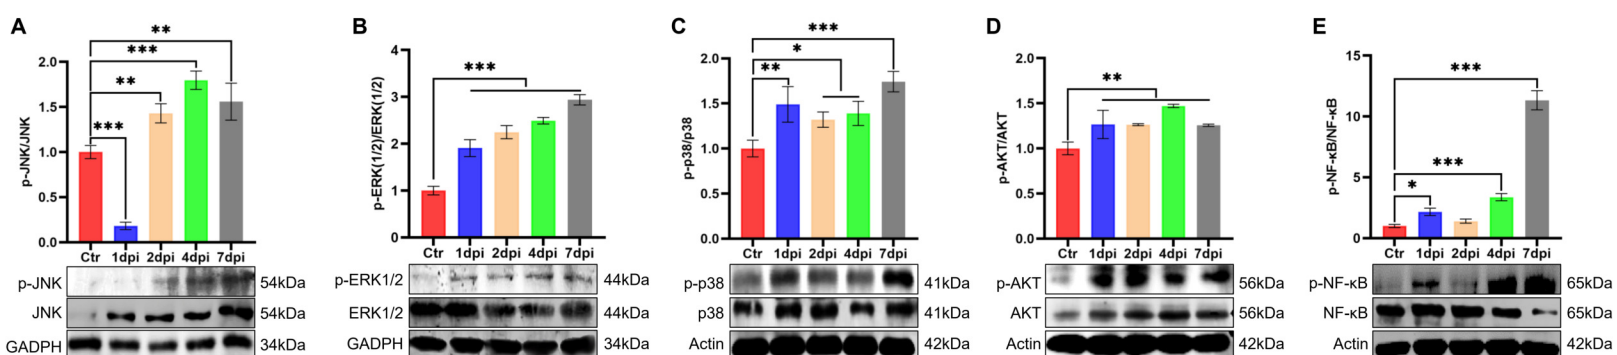 A
p-JNK/JNK
2.0
1.5
1.0
0.5
0.0
**
***
**
***
Ctr 1dpi 2dpi 4dpi 7dpi
p-JNK 54kDa
JNK 54kDa
GADPH 34kDa
B
p-ERK(1/2)/ERK(1/2)
4
3
2
1
0
***
Ctr 1dpi 2dpi 4dpi 7dpi
p-ERK1/2 44kDa
ERK1/2 44kDa
GADPH 34kDa
C
p-p38/p38
2.0
1.5
1.0
0.5
0.0
***
*
**
Ctr 1dpi 2dpi 4dpi 7dpi
p-p38 41kDa
p38 41kDa
Actin 42kDa
D
p-AKT/AKT
2.0
1.5
1.0
0.5
0.0
**
Ctr 1dpi 2dpi 4dpi 7dpi
p-AKT 56kDa
AKT 56kDa
Actin 42kDa
E
p-NF-κB/NF-κB
15
10
5
0
***
***
*
Ctr 1dpi 2dpi 4dpi 7dpi
p-NF-κB 65kDa
NF-κB 65kDa
Actin 42kDa